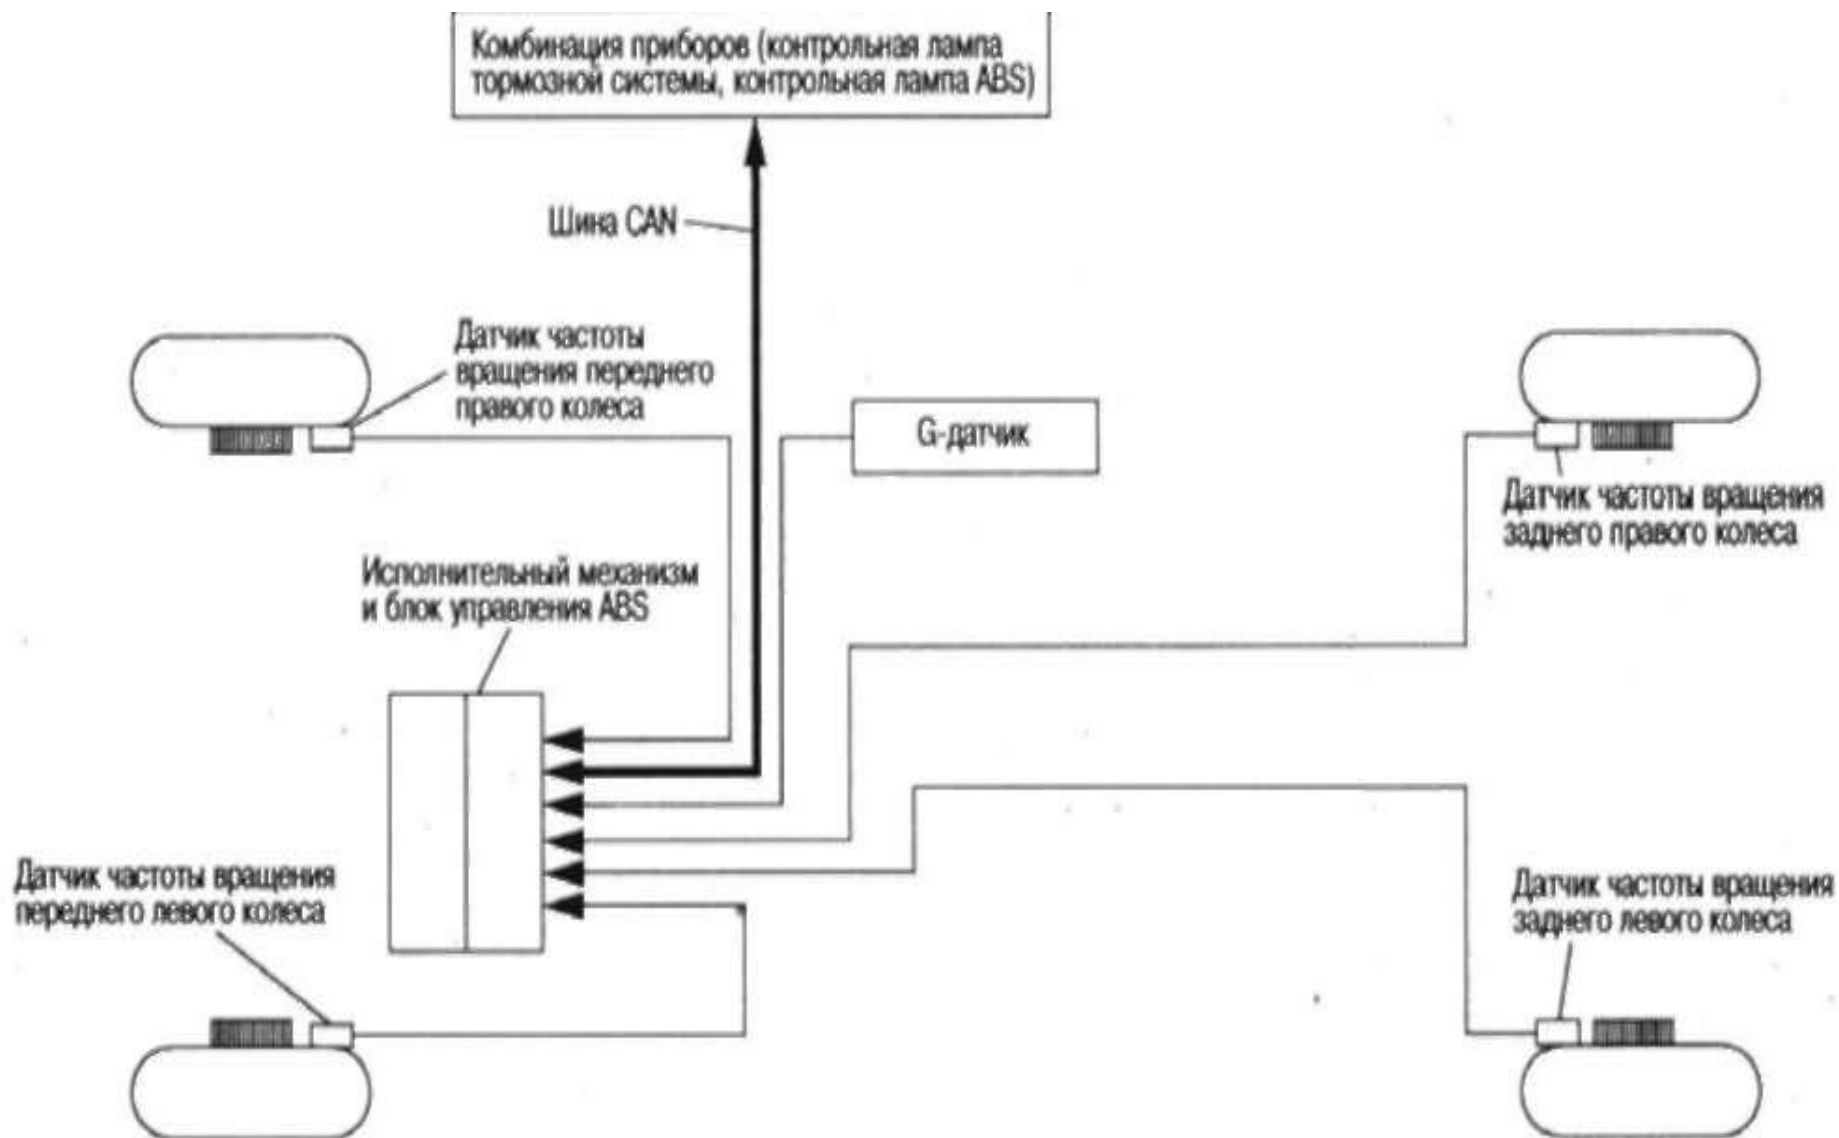 Комбинация приборов (контрольная лампа
тормозной системы, контрольная лампа ABS)
Шина CAN
Датчик частоты
вращения переднего
правого колеса
G-датчик
Датчик частоты вращения
заднего правого колеса
Исполнительный механизм
и блок управления ABS
Датчик частоты вращения
переднего левого колеса
Датчик частоты вращения
заднего левого колеса